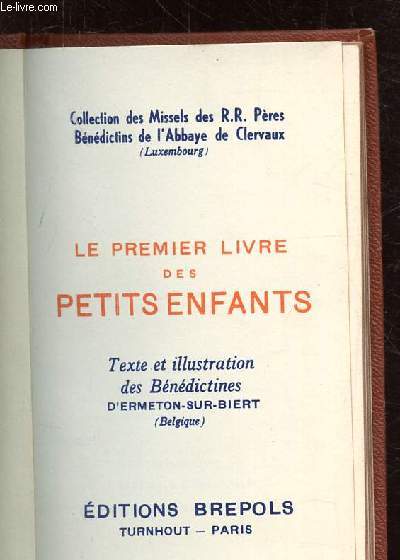 Le-livre.com
Collection des Missels des R.R. Pères
Bénédictins de l'Abbaye de Clervaux
(Luxembourg)
LE PREMIER LIVRE
DES
PETITS ENFANTS
Texte et illustration
des Bénédictines
D'ERMETON-SUR-BIERT
(Belgique)
ÉDITIONS BREPOLS
TURNHOUT — PARIS